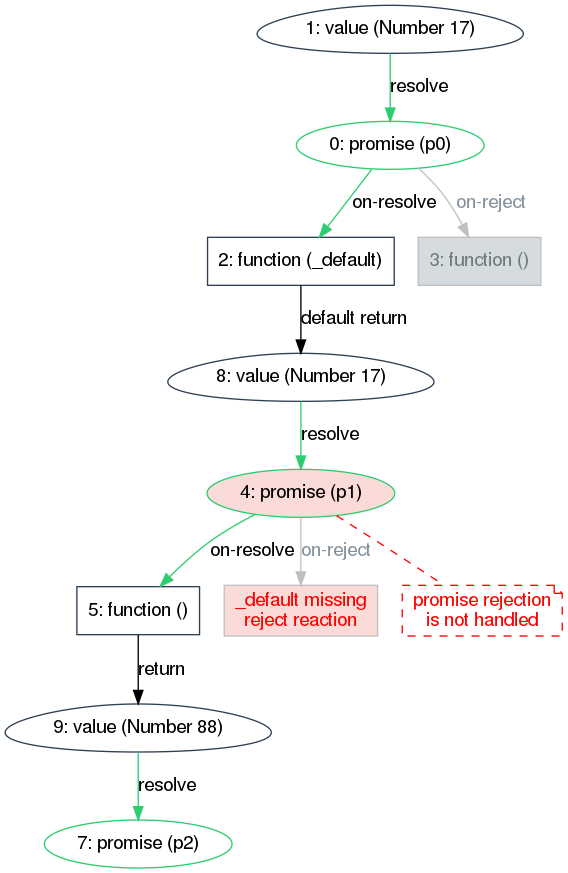 1: value (Number 17)
resolve
0: promise (p0)
on-resolve
on-reject
2: function (_default)
3: function ()
default return
8: value (Number 17)
resolve
4: promise (p1)
on-resolve
on-reject
5: function ()
_default missing
reject reaction
promise rejection
is not handled
return
9: value (Number 88)
resolve
7: promise (p2)